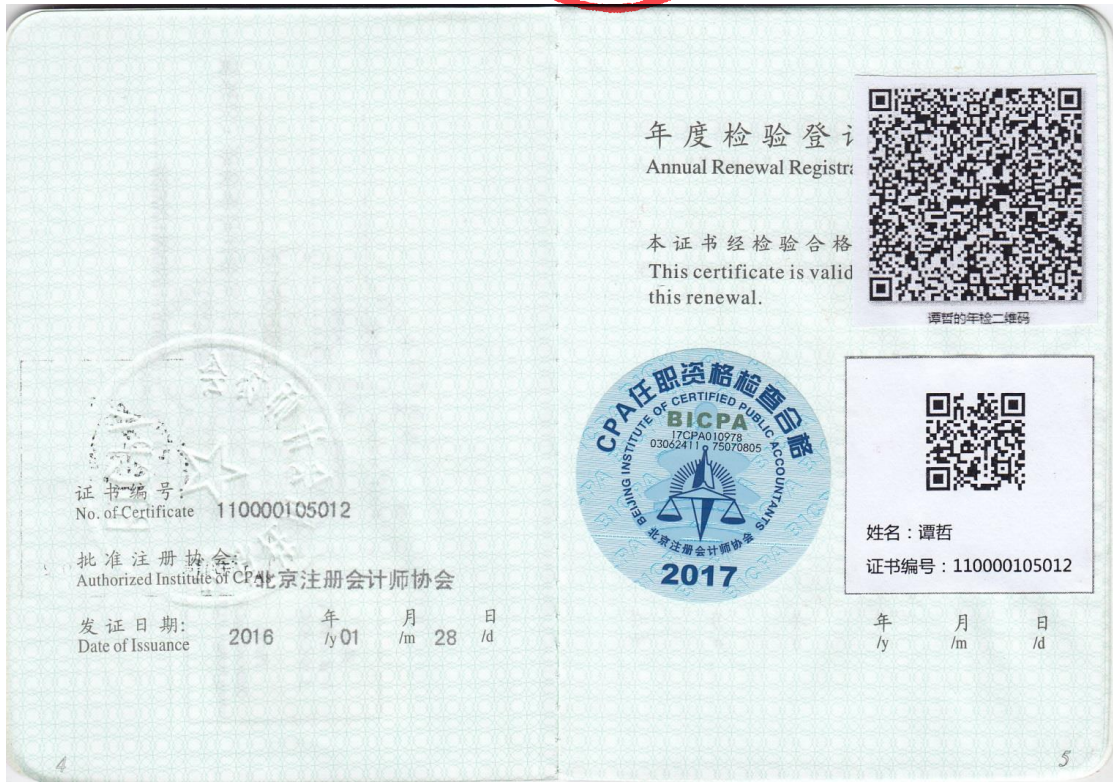 证书编号:
No. of Certificate 110000105012
批准注册协会:
Authorized Institute of CPAs 北京注册会计师协会
发证日期:
Date of Issuance 2016 年 /y 01 月 /m 28 日 /d
4
年度检验登
Annual Renewal Registra
本证书经检验合格
This certificate is valid
this renewal.
谭哲的年检二维码
CPA任职资格检查合格
BEIJING INSTITUTE OF CERTIFIED PUBLIC ACCOUNTANTS
BICPA
17CPA010978
03062411 75070805
北京注册会计师协会
2017
姓名：谭哲
证书编号：110000105012
年 月 日
/y /m /d
5